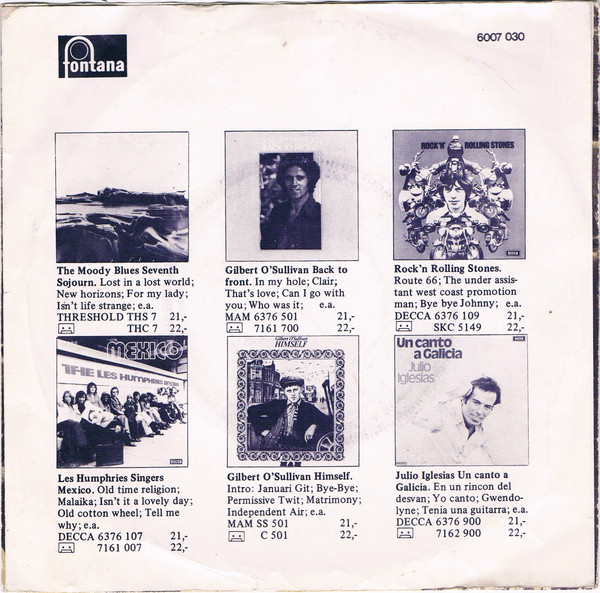 fontana
6007 030
The Moody Blues Seventh
Sojourn. Lost in a lost world;
New horizons; For my lady;
Isn't life strange; e.a.
THRESHOLD THS 7 21,-
THC 7 22,-
Gilbert O'Sullivan Back to
front. In my hole; Clair;
That's love; Can I go with
you; Who was it; e.a.
MAM 6376 501 21,-
7161 700 22,-
ROCK 'N' ROLLING STONES
DECCA
Rock'n Rolling Stones.
Route 66; The under assis-
tant west coast promotion
man; Bye bye Johnny; e.a.
DECCA 6376 109 21,-
SKC 5149 22,-
MEXICO
THE LES HUMPHRIES SINGERS
Les Humphries Singers
Mexico. Old time religion;
Malaika; Isn't it a lovely day;
Old cotton wheel; Tell me
why; e.a.
DECCA 6376 107 21,-
7161 007 22,-
Gilbert O'Sullivan
HIMSELF
MAM
Gilbert O'Sullivan Himself.
Intro: Januari Git; Bye-Bye;
Permissive Twit; Matrimony;
Independent Air; e.a.
MAM SS 501 21,-
C 501 22,-
Un canto
a Galicia
Julio
Iglesias
Julio Iglesias Un canto a
Galicia. En un rincon del
desvan; Yo canto; Gwendo-
lyne; Tenia una guitarra; e.a.
DECCA 6376 900 21,-
7162 900 22,-